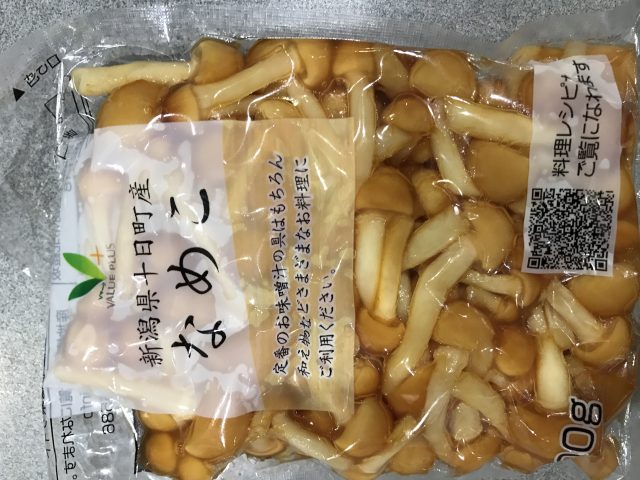 VALUE PLUS
新潟県十日町産
なめこ
定番のお味噌汁の具はもちろん
和え物などさまざまなお料理に
ご利用ください。
料理レシピが
ご覧になれます
0g